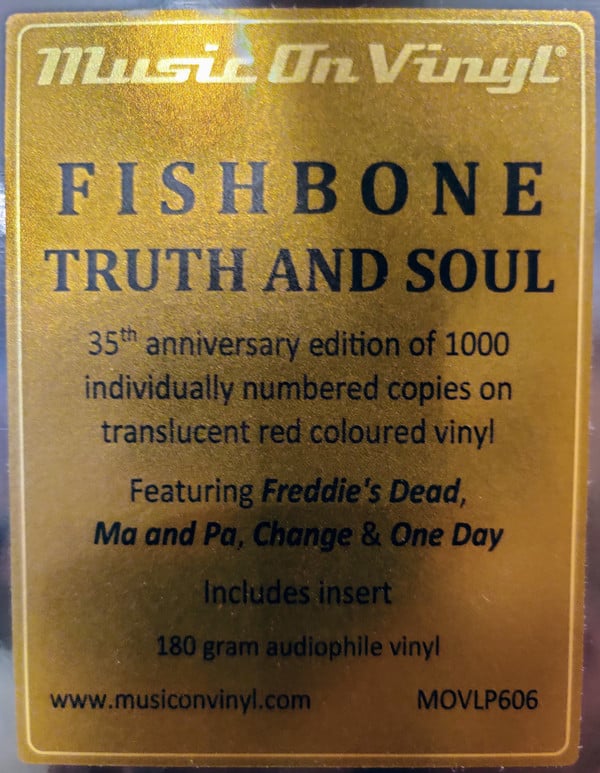 Music On Vinyl®
FISHBONE
TRUTH AND SOUL
35th anniversary edition of 1000
individually numbered copies on
translucent red coloured vinyl
Featuring Freddie's Dead,
Ma and Pa, Change & One Day
Includes insert
180 gram audiophile vinyl
www.musiconvinyl.com MOVLP606